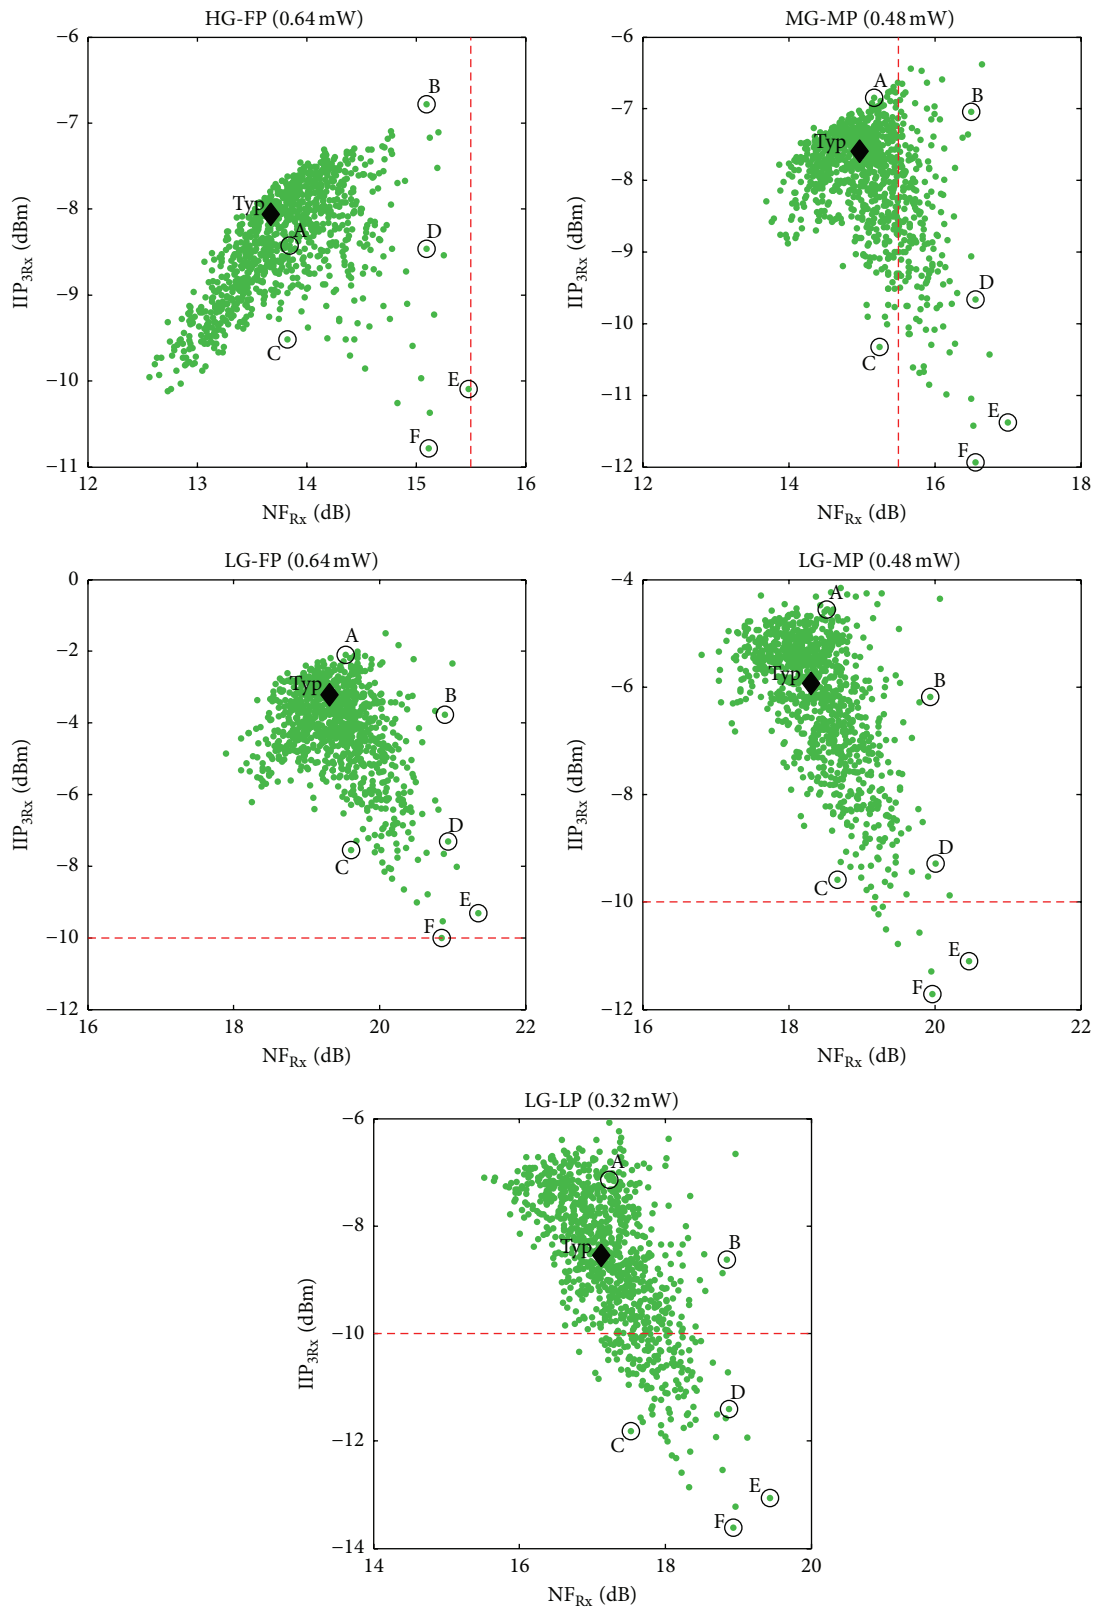 HG-FP (0.64 mW)
−6
−7
−8
−9
−10
−11
12
13
14
15
16
IIP3Rx (dBm)
NFRx (dB)
B
Typ
A
D
C
E
F
MG-MP (0.48 mW)
−6
−7
−8
−9
−10
−11
−12
14
16
18
IIP3Rx (dBm)
NFRx (dB)
A
B
Typ
D
C
E
F
LG-FP (0.64 mW)
0
−2
−4
−6
−8
−10
−12
16
18
20
22
IIP3Rx (dBm)
NFRx (dB)
A
Typ
B
D
C
E
F
LG-MP (0.48 mW)
−4
−6
−8
−10
−12
16
18
20
22
IIP3Rx (dBm)
NFRx (dB)
A
Typ
B
D
C
E
F
LG-LP (0.32 mW)
−6
−8
−10
−12
−14
14
16
18
20
IIP3Rx (dBm)
NFRx (dB)
A
Typ
B
D
C
E
F